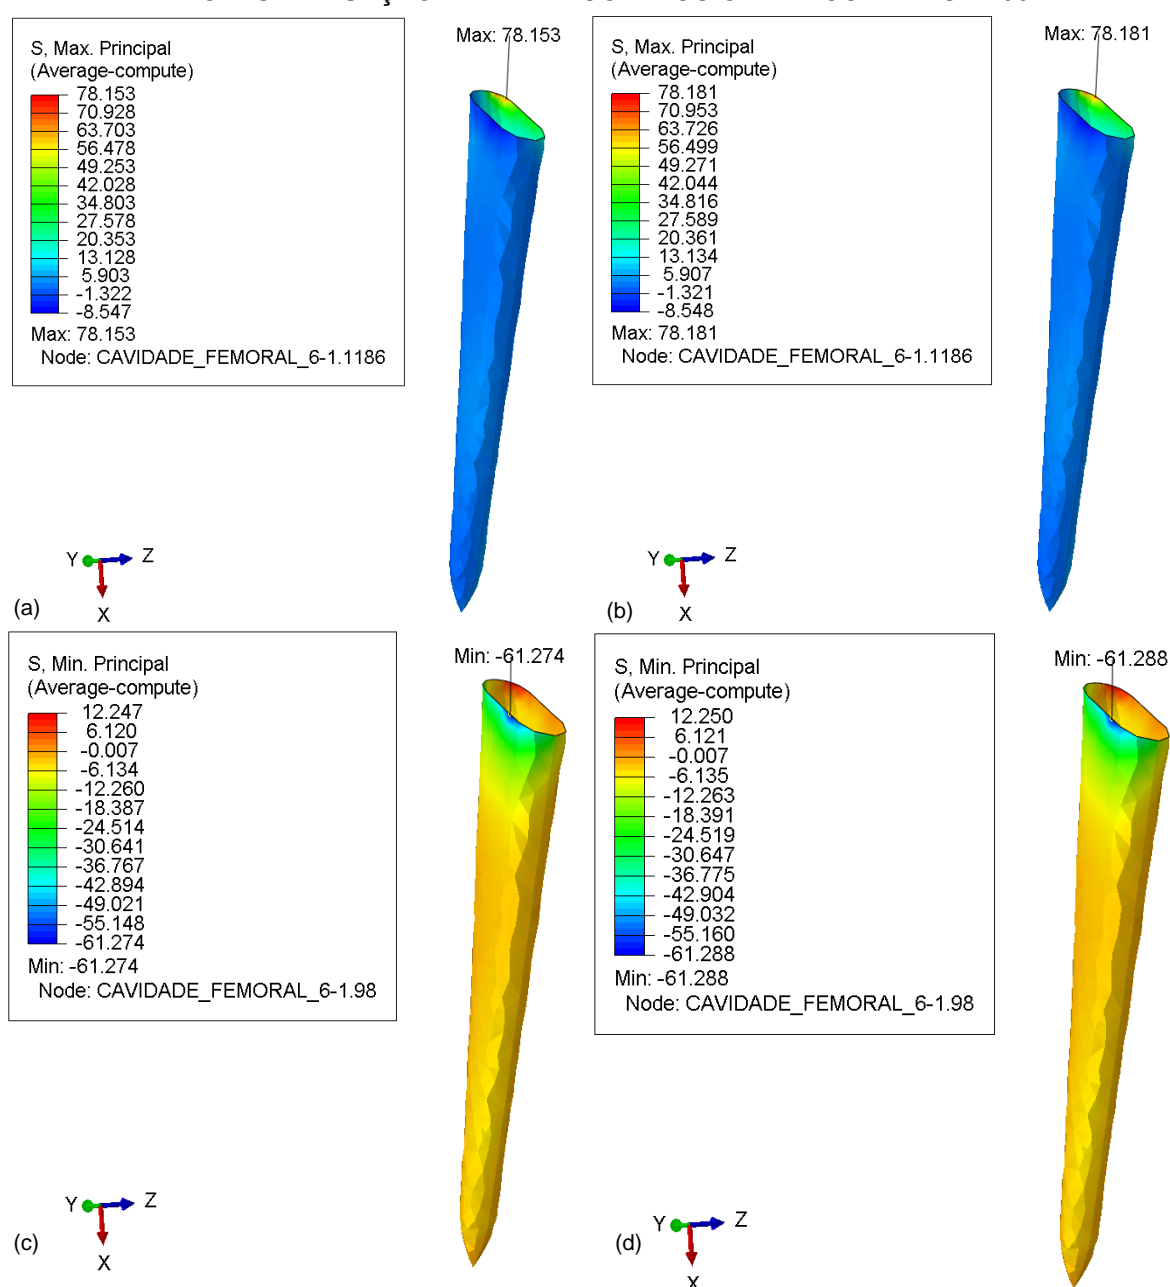 Max: 78.153
S, Max. Principal
(Average-compute)
78.153
70.928
63.703
56.478
49.253
42.028
34.803
27.578
20.353
13.128
5.903
-1.322
-8.547
Max: 78.153
Node: CAVIDADE_FEMORAL_6-1.1186
Y
Z
X
(a)
Max: 78.181
S, Max. Principal
(Average-compute)
78.181
70.953
63.726
56.499
49.271
42.044
34.816
27.589
20.361
13.134
5.907
-1.321
-8.548
Max: 78.181
Node: CAVIDADE_FEMORAL_6-1.1186
Y
Z
X
(b)
Min: -61.274
S, Min. Principal
(Average-compute)
12.247
6.120
-0.007
-6.134
-12.260
-18.387
-24.514
-30.641
-36.767
-42.894
-49.021
-55.148
-61.274
Min: -61.274
Node: CAVIDADE_FEMORAL_6-1.98
Y
Z
X
(c)
Min: -61.288
S, Min. Principal
(Average-compute)
12.250
6.121
-0.007
-6.135
-12.263
-18.391
-24.519
-30.647
-36.775
-42.904
-49.032
-55.160
-61.288
Min: -61.288
Node: CAVIDADE_FEMORAL_6-1.98
Y
Z
X
(d)